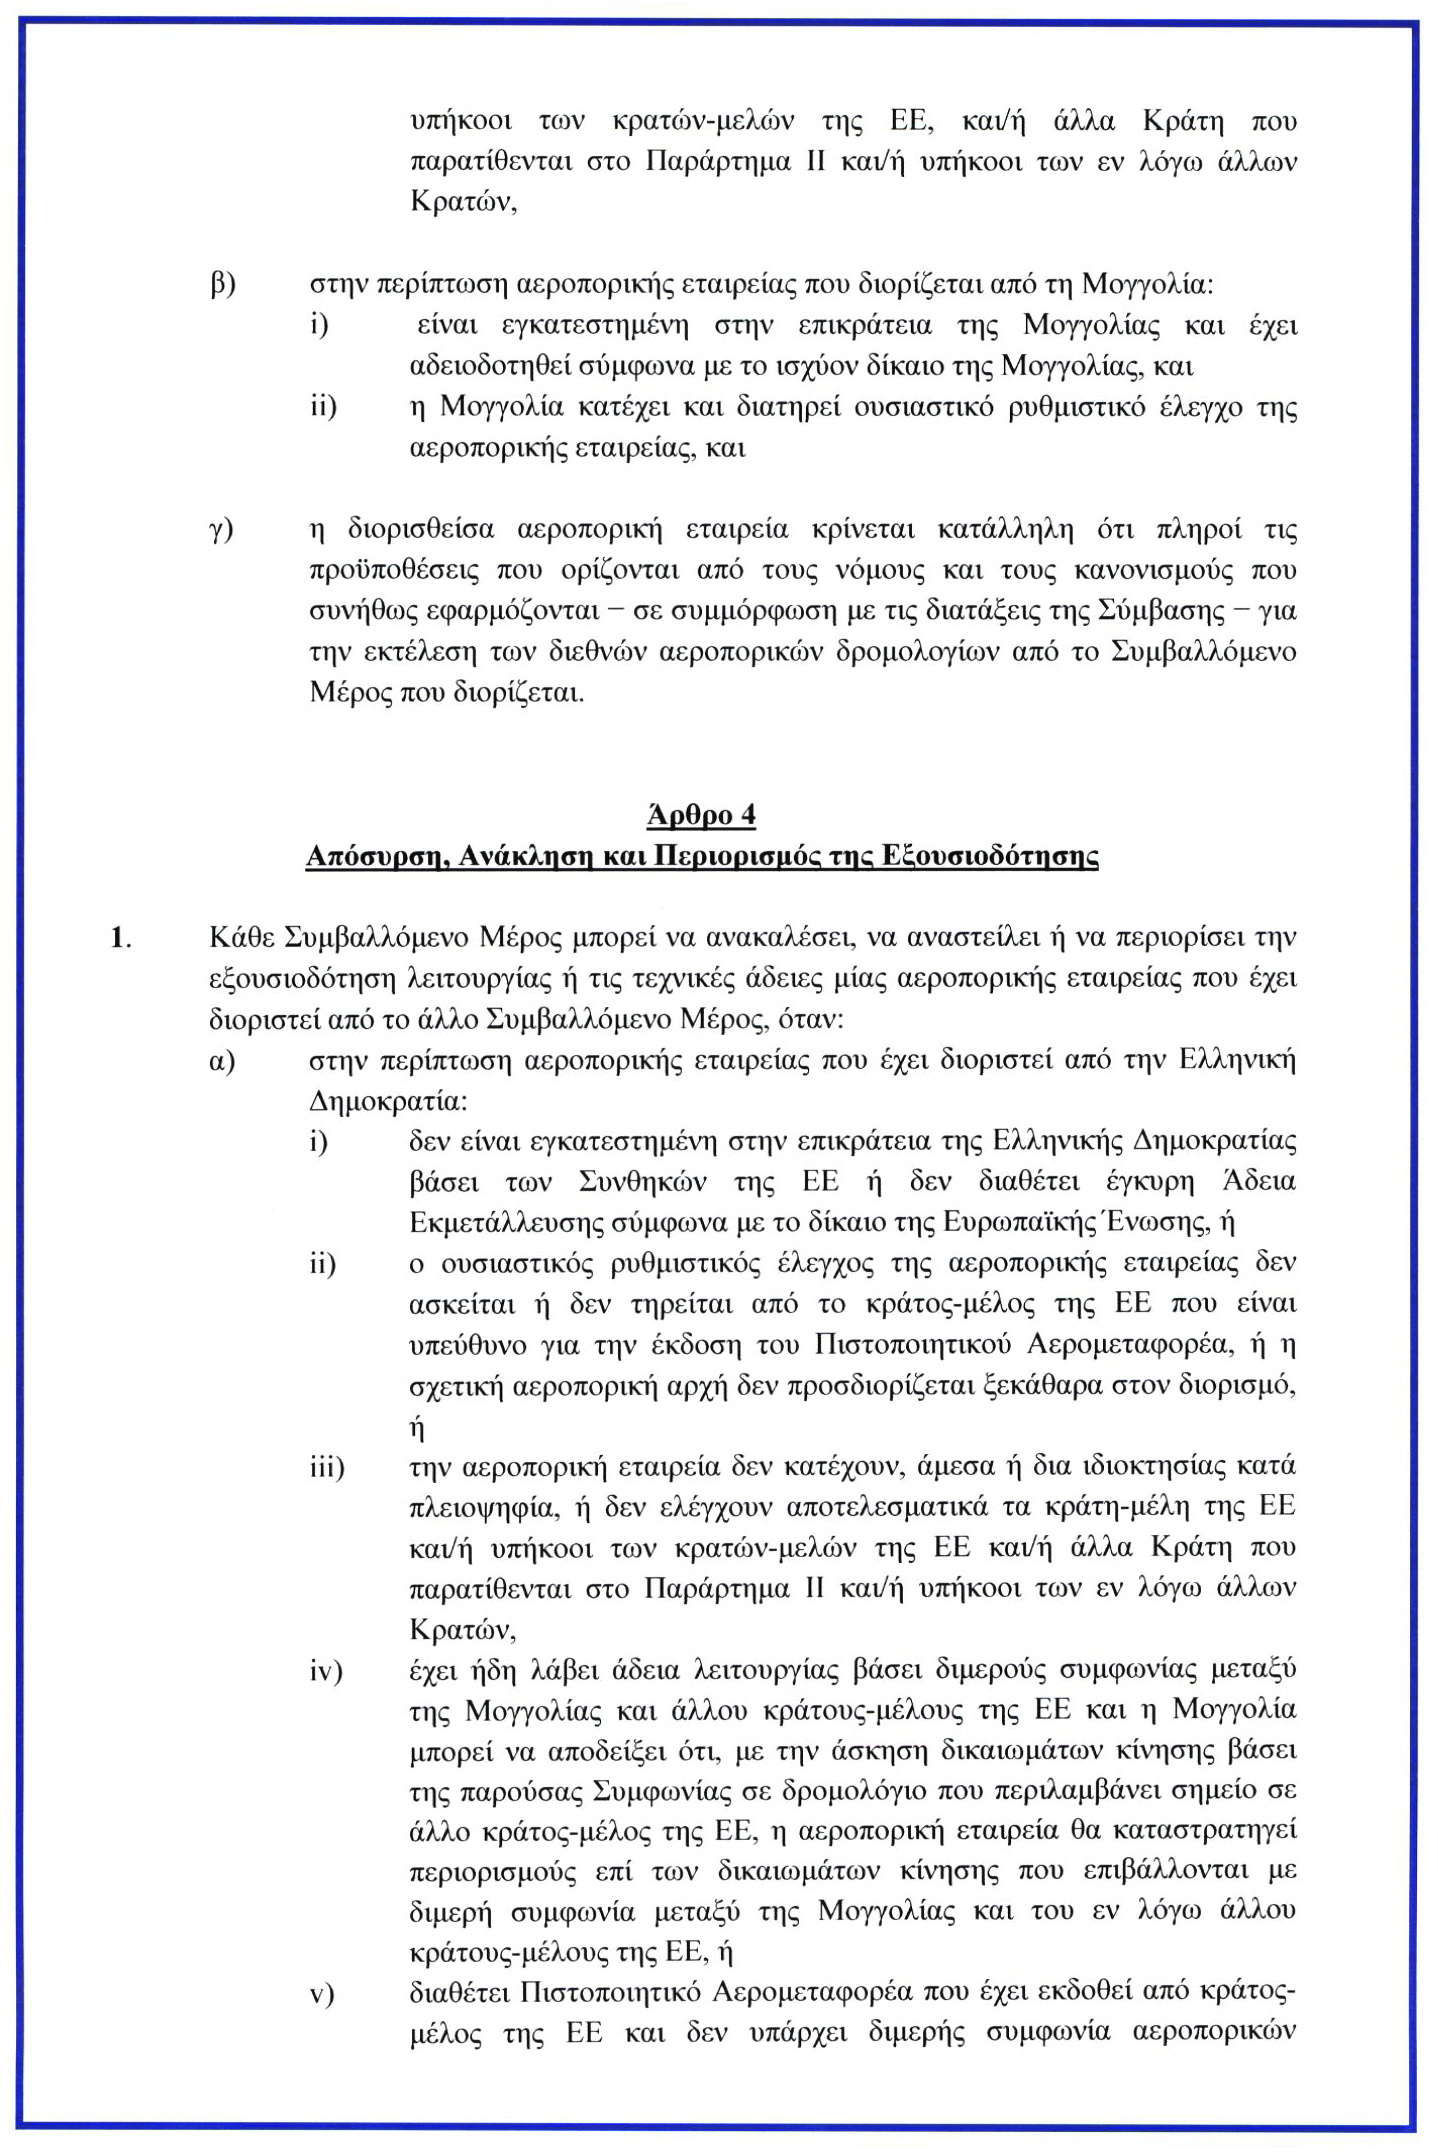 υπήκοοι των κρατών-μελών της ΕΕ, και/ή άλλα Κράτη που
παρατίθενται στο Παράρτημα ΙΙ και/ή υπήκοοι των εν λόγω άλλων
Κρατών,
β) στην περίπτωση αεροπορικής εταιρείας που διορίζεται από τη Μογγολία:
i) είναι εγκατεστημένη στην επικράτεια της Μογγολίας και έχει
αδειοδοτηθεί σύμφωνα με το ισχύον δίκαιο της Μογγολίας, και
ii) η Μογγολία κατέχει και διατηρεί ουσιαστικό ρυθμιστικό έλεγχο της
αεροπορικής εταιρείας, και
γ) η διορισθείσα αεροπορική εταιρεία κρίνεται κατάλληλη ότι πληροί τις
προϋποθέσεις που ορίζονται από τους νόμους και τους κανονισμούς που
συνήθως εφαρμόζονται – σε συμμόρφωση με τις διατάξεις της Σύμβασης – για
την εκτέλεση των διεθνών αεροπορικών δρομολογίων από το Συμβαλλόμενο
Μέρος που διορίζεται.
Άρθρο 4
Απόσυρση, Ανάκληση και Περιορισμός της Εξουσιοδότησης
1. Κάθε Συμβαλλόμενο Μέρος μπορεί να ανακαλέσει, να αναστείλει ή να περιορίσει την
εξουσιοδότηση λειτουργίας ή τις τεχνικές άδειες μίας αεροπορικής εταιρείας που έχει
διοριστεί από το άλλο Συμβαλλόμενο Μέρος, όταν:
α) στην περίπτωση αεροπορικής εταιρείας που έχει διοριστεί από την Ελληνική
Δημοκρατία:
i) δεν είναι εγκατεστημένη στην επικράτεια της Ελληνικής Δημοκρατίας
βάσει των Συνθηκών της ΕΕ ή δεν διαθέτει έγκυρη Άδεια
Εκμετάλλευσης σύμφωνα με το δίκαιο της Ευρωπαϊκής Ένωσης, ή
ii) ο ουσιαστικός ρυθμιστικός έλεγχος της αεροπορικής εταιρείας δεν
ασκείται ή δεν τηρείται από το κράτος-μέλος της ΕΕ που είναι
υπεύθυνο για την έκδοση του Πιστοποιητικού Αερομεταφορέα, ή η
σχετική αεροπορική αρχή δεν προσδιορίζεται ξεκάθαρα στον διορισμό,
ή
iii) την αεροπορική εταιρεία δεν κατέχουν, άμεσα ή δια ιδιοκτησίας κατά
πλειοψηφία, ή δεν ελέγχουν αποτελεσματικά τα κράτη-μέλη της ΕΕ
και/ή υπήκοοι των κρατών-μελών της ΕΕ και/ή άλλα Κράτη που
παρατίθενται στο Παράρτημα ΙΙ και/ή υπήκοοι των εν λόγω άλλων
Κρατών,
iv) έχει ήδη λάβει άδεια λειτουργίας βάσει διμερούς συμφωνίας μεταξύ
της Μογγολίας και άλλου κράτους-μέλους της ΕΕ και η Μογγολία
μπορεί να αποδείξει ότι, με την άσκηση δικαιωμάτων κίνησης βάσει
της παρούσας Συμφωνίας σε δρομολόγιο που περιλαμβάνει σημείο σε
άλλο κράτος-μέλος της ΕΕ, η αεροπορική εταιρεία θα καταστρατηγεί
περιορισμούς επί των δικαιωμάτων κίνησης που επιβάλλονται με
διμερή συμφωνία μεταξύ της Μογγολίας και του εν λόγω άλλου
κράτους-μέλους της ΕΕ, ή
v) διαθέτει Πιστοποιητικό Αερομεταφορέα που έχει εκδοθεί από κράτος-
μέλος της ΕΕ και δεν υπάρχει διμερής συμφωνία αεροπορικών